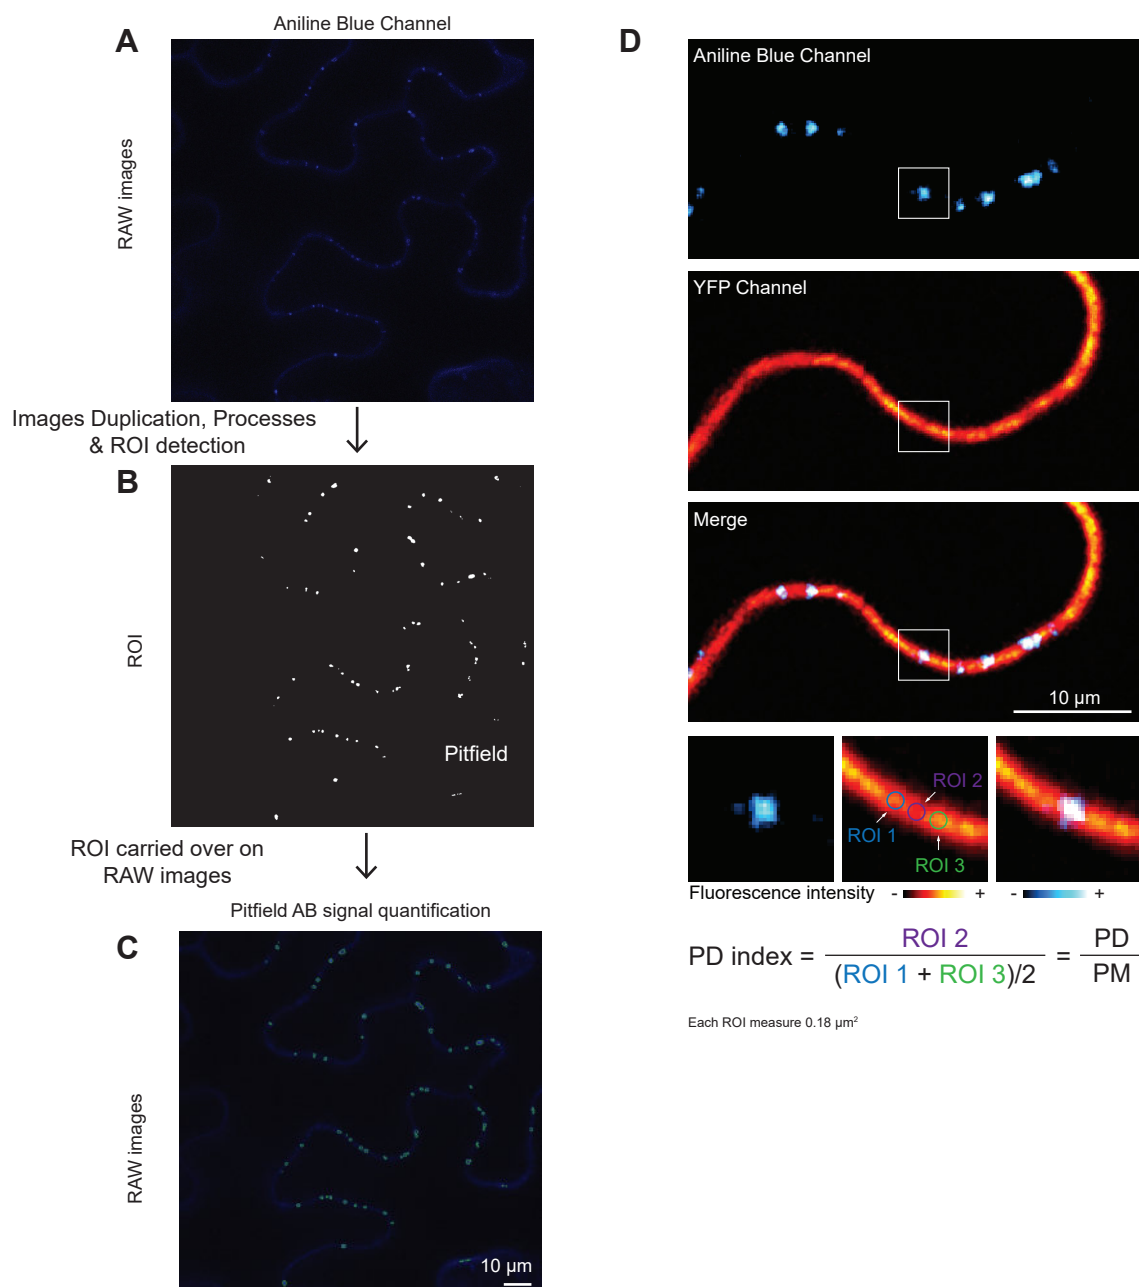 Aniline Blue Channel
A
RAW images
Images Duplication, Processes
& ROI detection
B
ROI
Pitfield
ROI carried over on
RAW images
Pitfield AB signal quantification
C
RAW images
10 µm
D
Aniline Blue Channel
YFP Channel
Merge
10 µm
ROI 2
ROI 1
ROI 3
Fluorescence intensity - + - +
PD index = ROI 2 / (ROI 1 + ROI 3)/2 = PD / PM
Each ROI measure 0.18 µm²